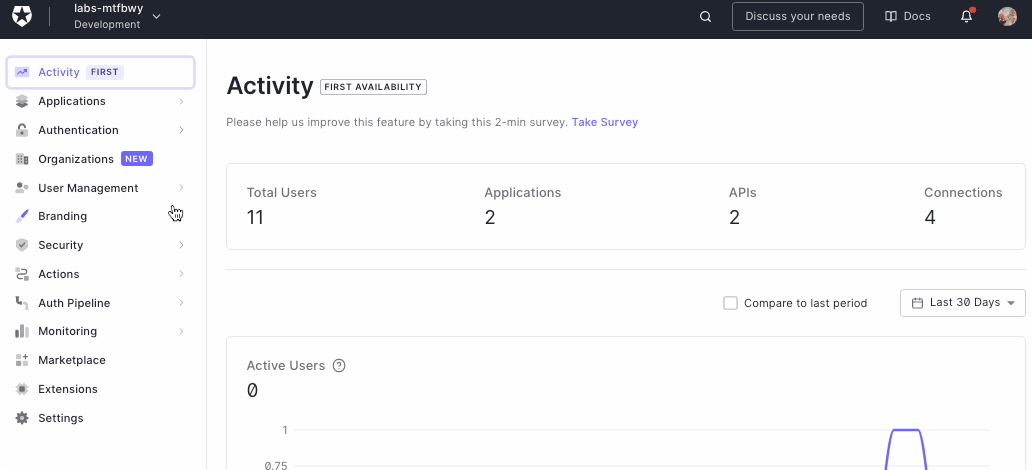 labs-mtfbwy
Development
Discuss your needs
Docs
Activity FIRST
Applications
Authentication
Organizations NEW
User Management
Branding
Security
Actions
Auth Pipeline
Monitoring
Marketplace
Extensions
Settings
Activity FIRST AVAILABILITY
Please help us improve this feature by taking this 2-min survey. Take Survey
Total Users
11
Applications
2
APIs
2
Connections
4
Compare to last period
Last 30 Days
Active Users ?
0
1
0.75